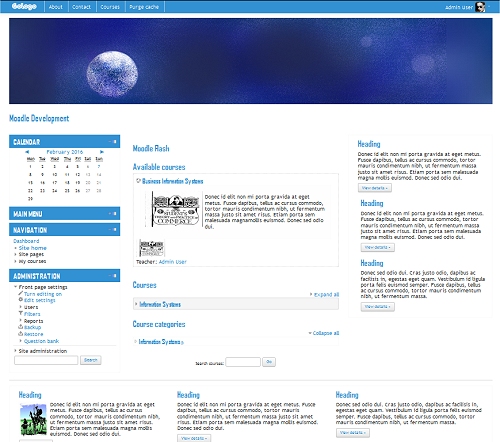 GoLogo
About
Contact
Courses
Purge cache
Admin User
Moodle Development
CALENDAR
February 2016
Mon Tue Wed Thu Fri Sat Sun
1 2 3 4 5 6 7
8 9 10 11 12 13 14
15 16 17 18 19 20 21
22 23 24 25 26 27 28
29
MAIN MENU
NAVIGATION
Dashboard
Site home
Site pages
My courses
ADMINISTRATION
Front page settings
Turn editing on
Edit settings
Users
Filters
Reports
Backup
Restore
Question bank
Site administration
Search
Moodle Rash
Available courses
Business Information Systems
Donec id elit non mi porta gravida at eget
metus. Fusce dapibus, tellus ac cursus
commodo, tortor mauris condimentum
nibh, ut fermentum massa justo sit amet
risus. Etiam porta sem malesuada
magnamollis euismod. Donec sed odio
dui.
COMMERCE
Teacher: Admin User
Courses
Expand all
Information Systems
Course categories
Collapse all
Information Systems
Search courses:
Go
Heading
Donec id elit non mi porta gravida at eget metus.
Fusce dapibus, tellus ac cursus commodo, tortor
mauris condimentum nibh, ut fermentum massa
justo sit amet risus. Etiam porta sem malesuada
magna mollis euismod. Donec sed odio dui.
View details »
Heading
Donec id elit non mi porta gravida at eget metus.
Fusce dapibus, tellus ac cursus commodo, tortor
mauris condimentum nibh, ut fermentum massa
justo sit amet risus. Etiam porta sem malesuada
magna mollis euismod. Donec sed odio dui.
View details »
Heading
Donec sed odio dui. Cras justo odio, dapibus ac
facilisis in, egestas eget quam. Vestibulum id ligula
porta felis euismod semper. Fusce dapibus, tellus
ac cursus commodo, tortor mauris condimentum
nibh, ut fermentum massa.
View details »
Heading
Donec id elit non mi porta gravida at eget
metus. Fusce dapibus, tellus ac cursus
commodo, tortor mauris condimentum nibh,
ut fermentum massa justo sit amet risus.
Etiam porta sem malesuada magna mollis
euismod. Donec sed odio dui.
Heading
Donec id elit non mi porta gravida at eget
metus. Fusce dapibus, tellus ac cursus
commodo, tortor mauris condimentum nibh,
ut fermentum massa justo sit amet risus.
Etiam porta sem malesuada magna mollis
euismod. Donec sed odio dui.
View details »
Heading
Donec sed odio dui. Cras justo odio, dapibus ac facilisis in,
egestas eget quam. Vestibulum id ligula porta felis euismod
semper. Fusce dapibus, tellus ac cursus commodo, tortor
mauris condimentum nibh, ut fermentum massa.
View details »